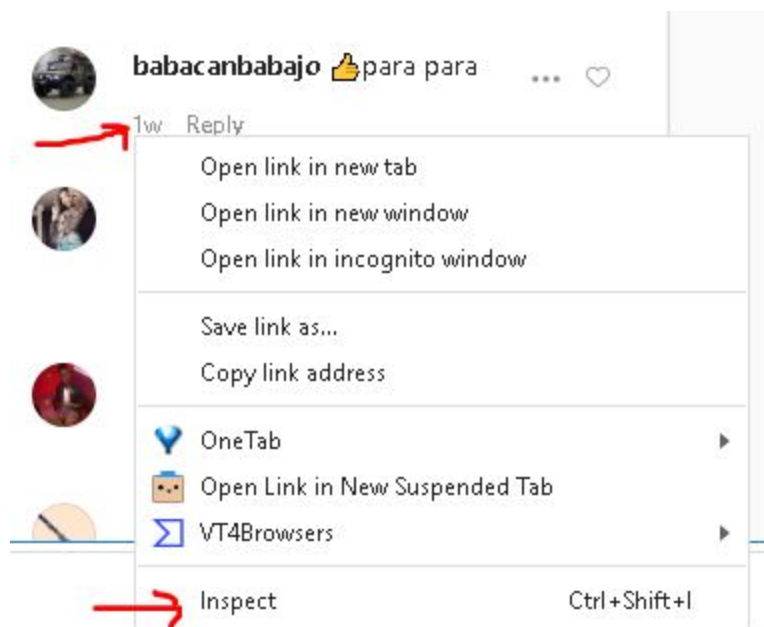 babacanbabajo 👍para para
1w Reply
Open link in new tab
Open link in new window
Open link in incognito window
Save link as...
Copy link address
OneTab
Open Link in New Suspended Tab
VT4Browsers
Inspect Ctrl+Shift+I